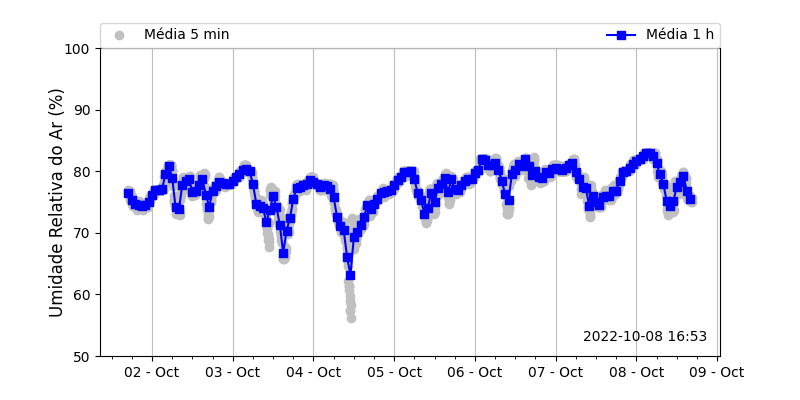 Média 5 min
Média 1 h
Umidade Relativa do Ar (%)
100
90
80
70
60
50
2022-10-08 16:53
02 - Oct
03 - Oct
04 - Oct
05 - Oct
06 - Oct
07 - Oct
08 - Oct
09 - Oct